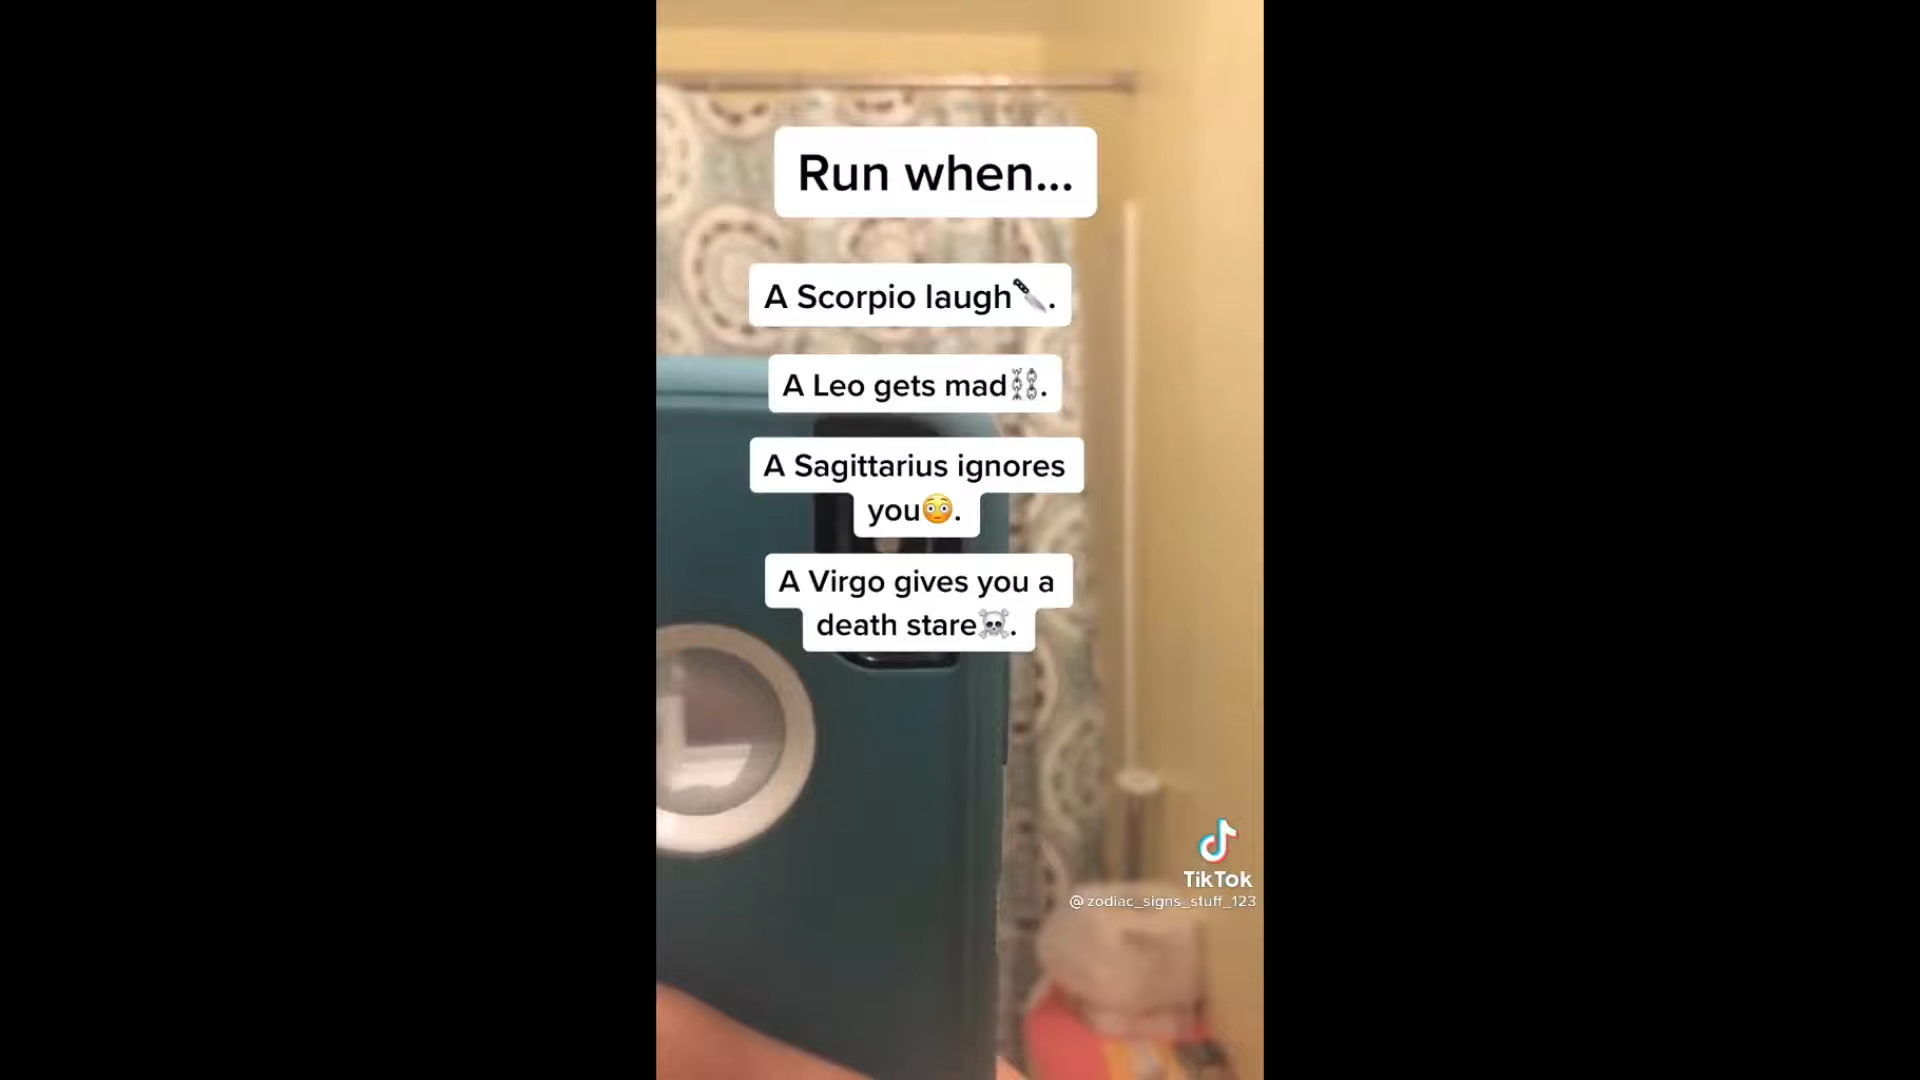 Run when...
A Scorpio laugh🔪.
A Leo gets mad⛓️.
A Sagittarius ignores
you😳.
A Virgo gives you a
death stare☠️.
TikTok
@zodiac_signs_stuff_123